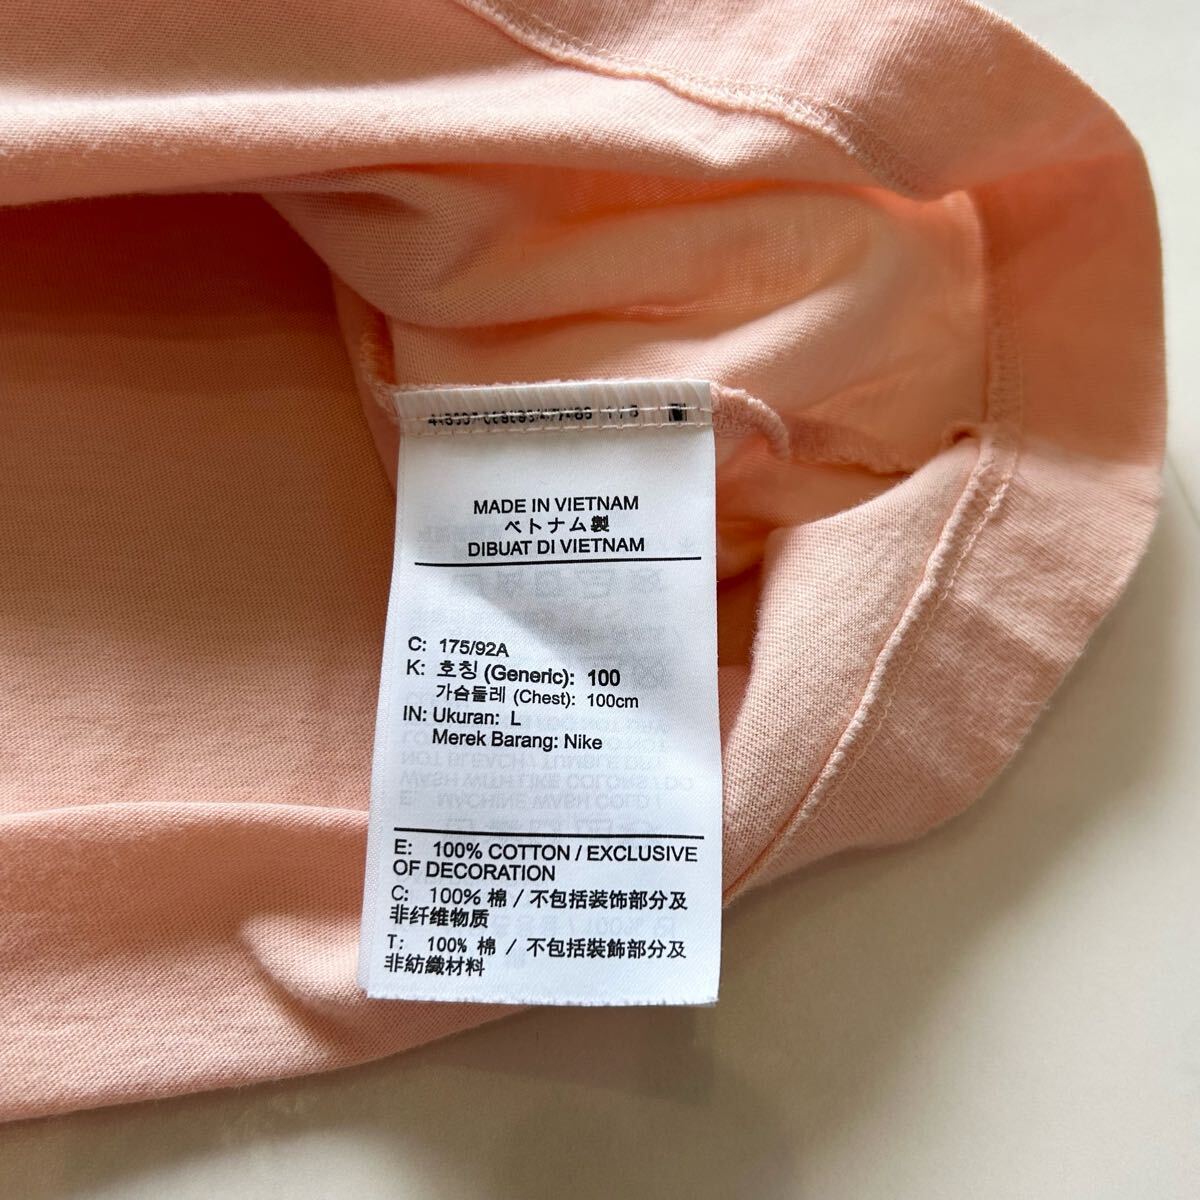 MADE IN VIETNAM
ベトナム製
DIBUAT DI VIETNAM
C: 175/92A
K: 호칭 (Generic): 100
가슴둘레 (Chest): 100cm
IN: Ukuran: L
Merek Barang: Nike
E: 100% COTTON / EXCLUSIVE
OF DECORATION
C: 100% 棉 / 不包括装饰部分及
非纤维物质
T: 100% 棉 / 不包括裝飾部分及
非紡織材料